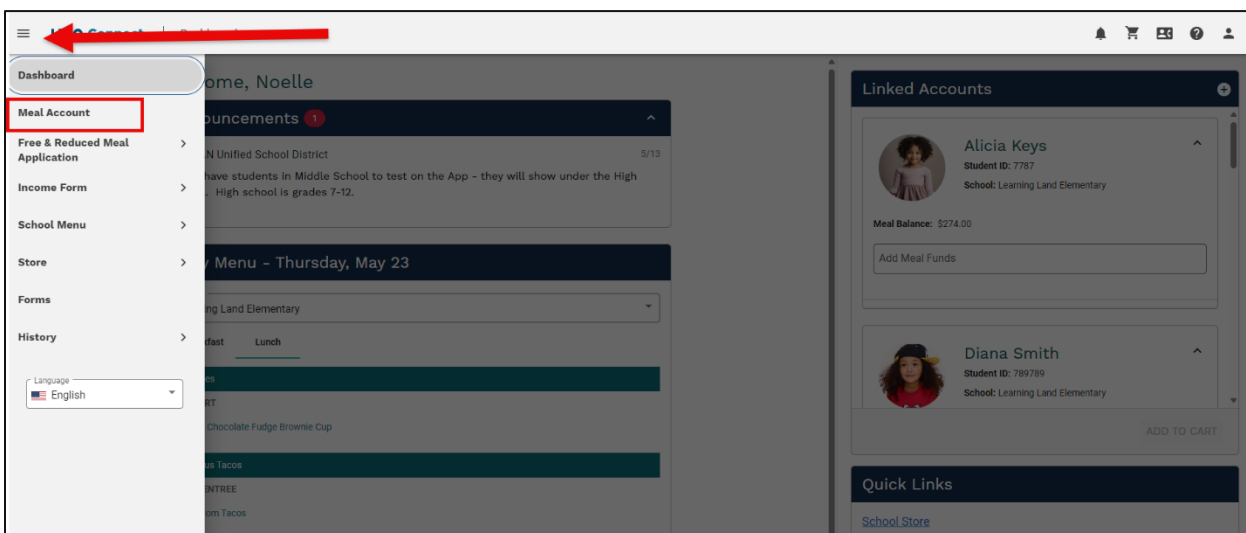 Connect
Dashboard
ome, Noelle
Linked Accounts
Meal Account
ouncements 1
Alicia Keys
Free & Reduced Meal
Application
N Unified School District
5/13
Student ID: 7787
have students in Middle School to test on the App - they will show under the High
School: Learning Land Elementary
Income Form
. High school is grades 7-12.
School Menu
Meal Balance: $274.00
Store
Menu - Thursday, May 23
Add Meal Funds
Forms
ng Land Elementary
History
fast
Lunch
Diana Smith
Language
English
es
Student ID: 789789
RT
School: Learning Land Elementary
Chocolate Fudge Brownie Cup
ADD TO CART
us Tacos
ENTREE
Quick Links
om Tacos
School Store